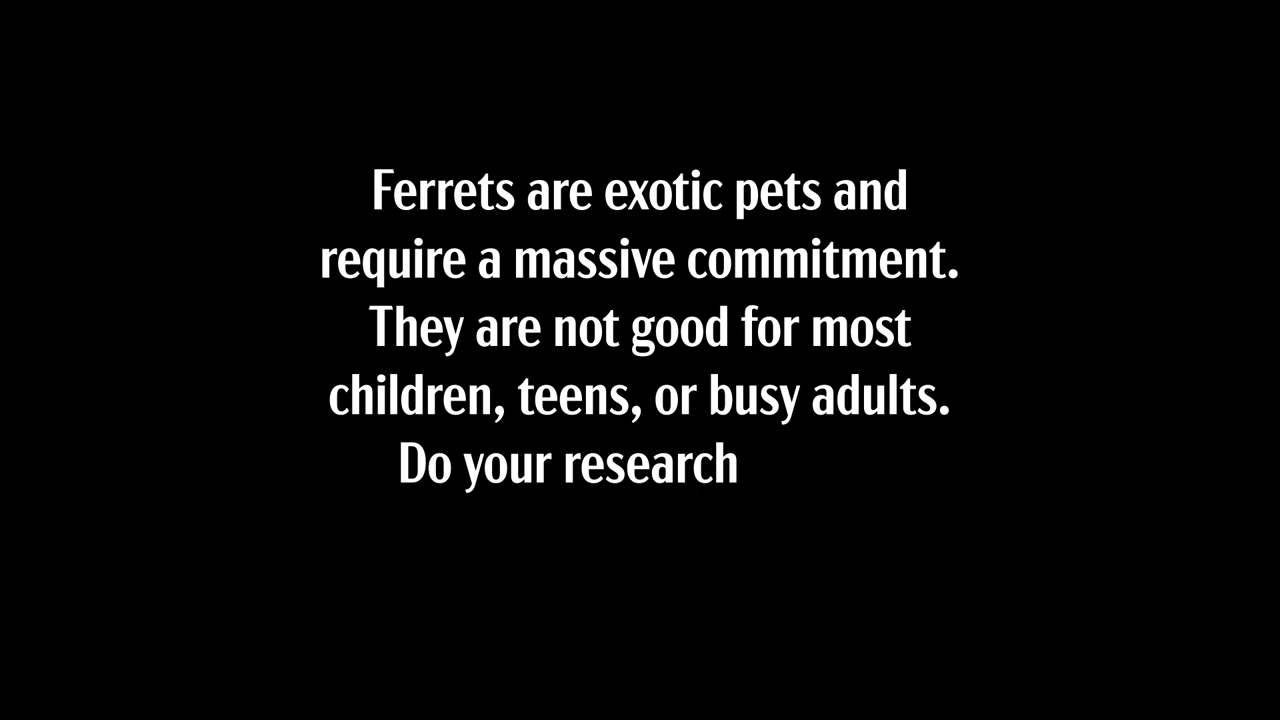 Ferrets are exotic pets and
require a massive commitment.
They are not good for most
children, teens, or busy adults.
Do your research